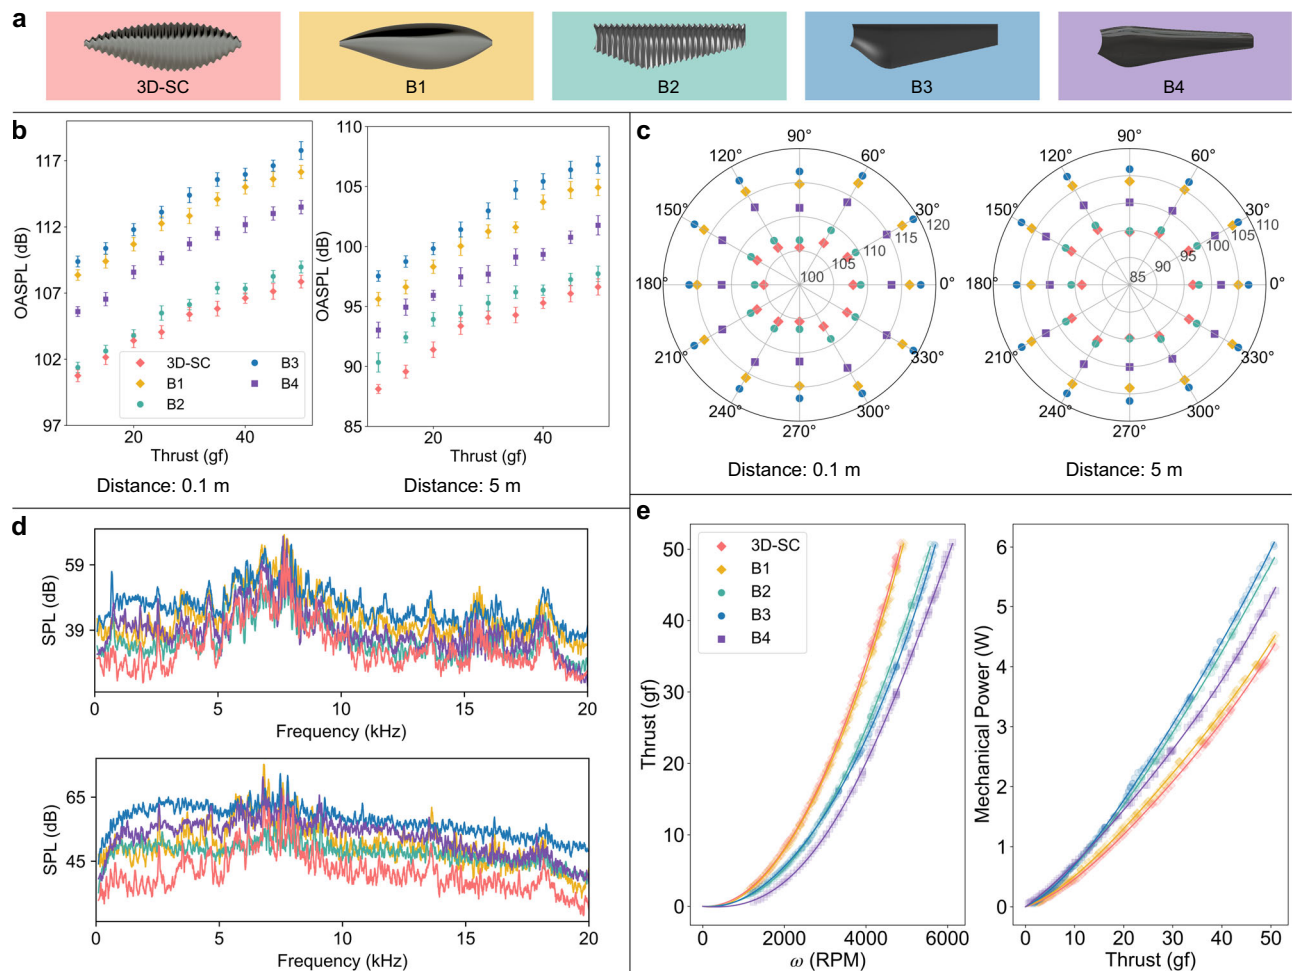 a
3D-SC
B1
B2
B3
B4
b
117
112
107
102
97
OASPL (dB)
20
40
Thrust (gf)
3D-SC
B1
B2
B3
B4
Distance: 0.1 m
110
105
100
95
90
85
OASPL (dB)
20
40
Thrust (gf)
Distance: 5 m
c
90°
60°
30°
0°
330°
300°
270°
240°
210°
180°
150°
120°
100
105
110
115
120
Distance: 0.1 m
90°
60°
30°
0°
330°
300°
270°
240°
210°
180°
150°
120°
85
90
95
100
105
110
Distance: 5 m
d
59
39
SPL (dB)
0
5
10
15
20
Frequency (kHz)
65
45
SPL (dB)
0
5
10
15
20
Frequency (kHz)
e
3D-SC
B1
B2
B3
B4
50
40
30
20
10
0
Thrust (gf)
0
2000
4000
6000
ω (RPM)
6
5
4
3
2
1
0
Mechanical Power (W)
0
10
20
30
40
50
Thrust (gf)